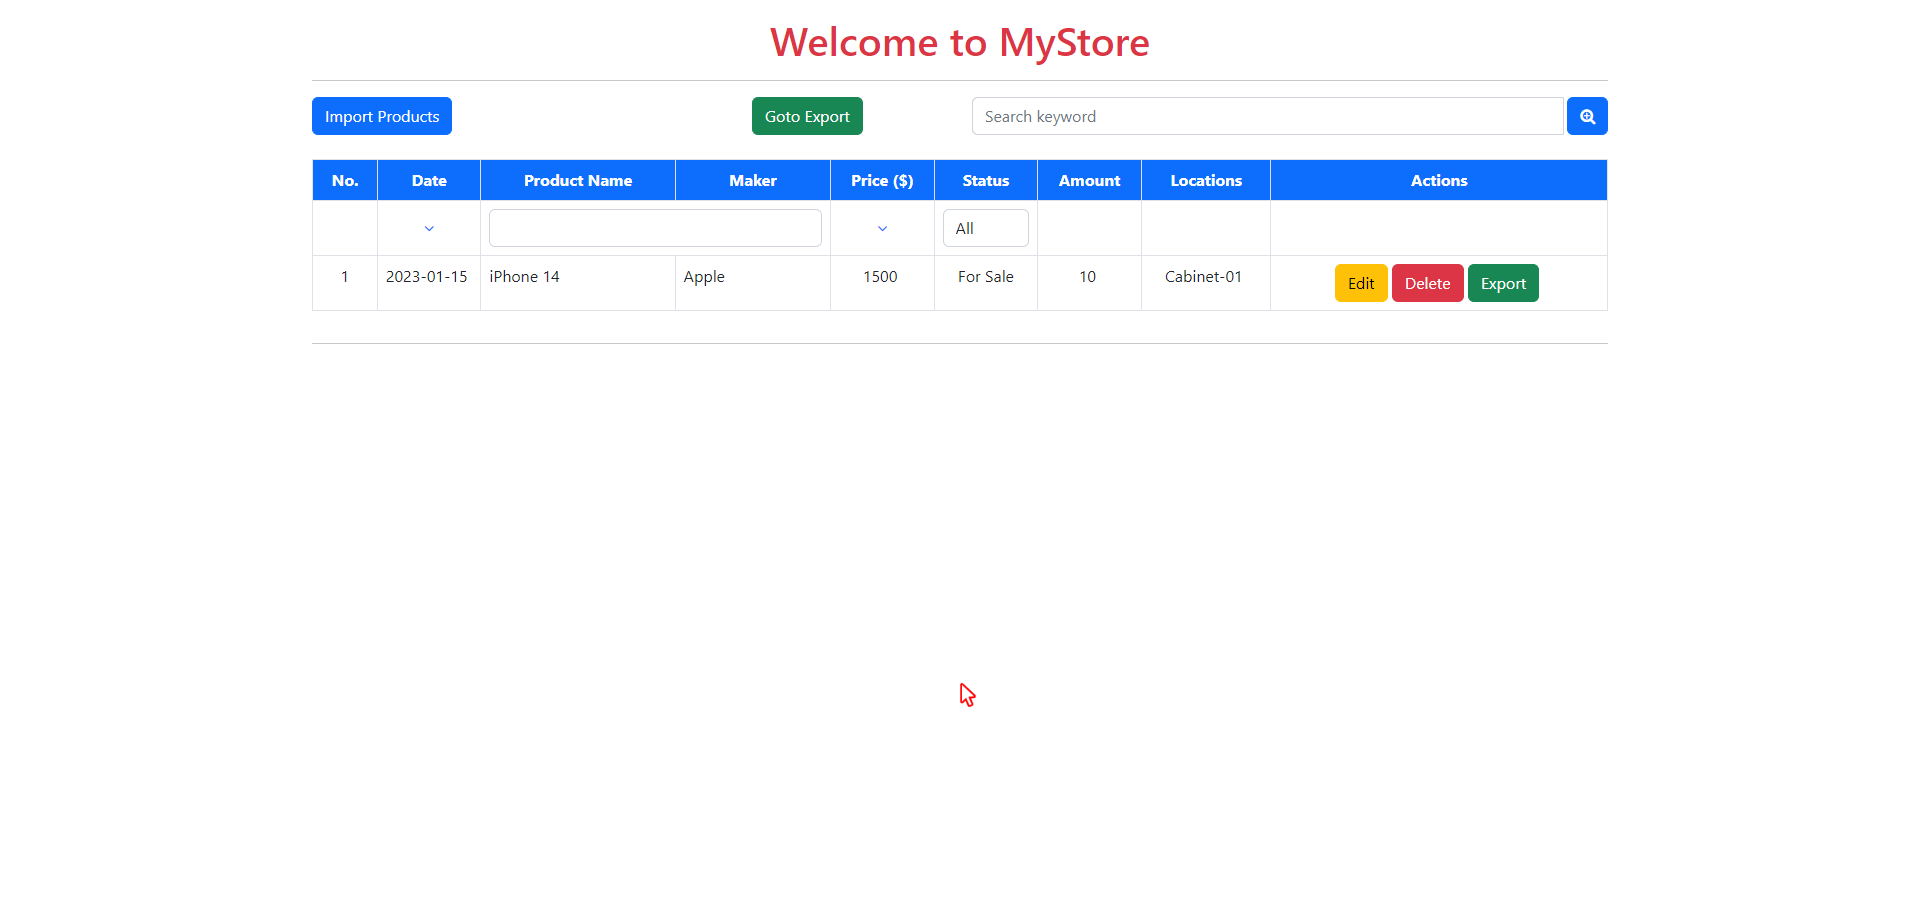 Welcome to MyStore
Import Products Goto Export Search keyword
No. Date Product Name Maker Price ($) Status Amount Locations Actions
All
1 2023-01-15 iPhone 14 Apple 1500 For Sale 10 Cabinet-01 Edit Delete Export